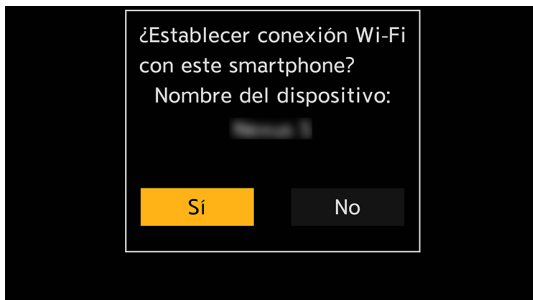 ¿Establecer conexión Wi-Fi
con este smartphone?
Nombre del dispositivo:
Sí
No